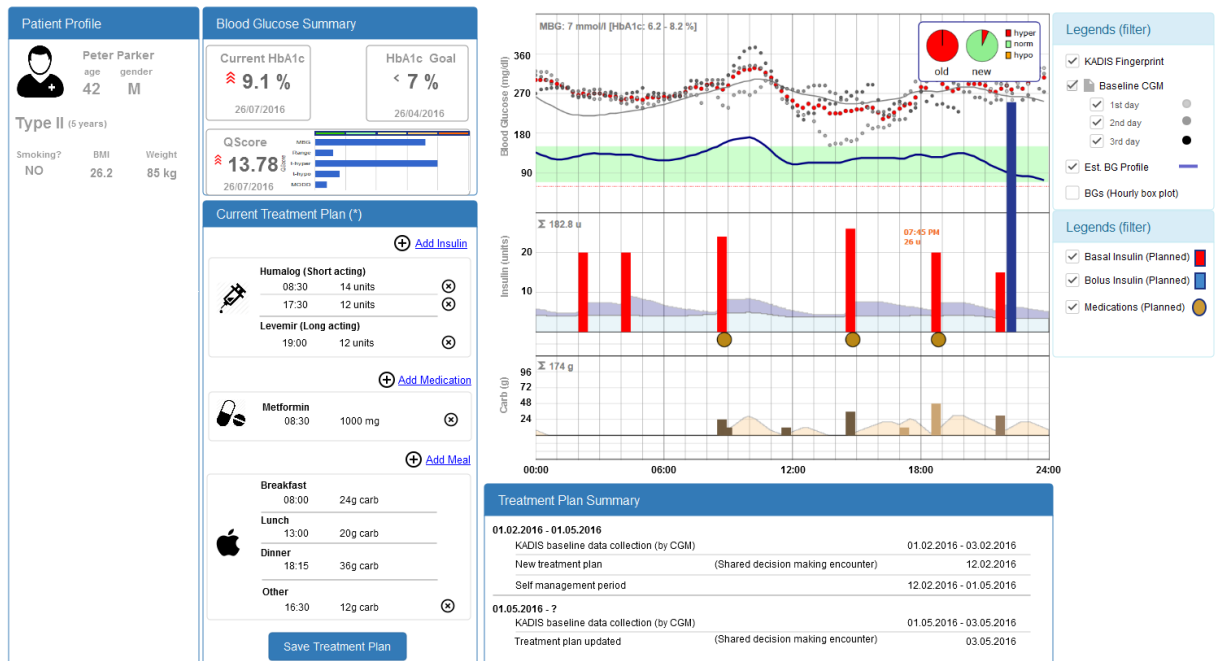 Patient Profile
Peter Parker
age gender
42 M
Type II (5 years)
Smoking? BMI Weight
NO 26.2 85 kg
Blood Glucose Summary
Current HbA1c
9.1 %
26/07/2016
HbA1c Goal
< 7 %
26/04/2016
QScore
13.78
26/07/2016
QScore
MBG
Range
t-hyper
t-hypo
MODD
Current Treatment Plan (*)
Add Insulin
Humalog (Short acting)
08:30 14 units
17:30 12 units
Levemir (Long acting)
19:00 12 units
Add Medication
Metformin
08:30 1000 mg
Add Meal
Breakfast
08:00 24g carb
Lunch
13:00 20g carb
Dinner
18:15 36g carb
Other
16:30 12g carb
Save Treatment Plan
MBG: 7 mmol/l [HbA1c: 6.2 - 8.2 %]
Blood Glucose (mg/dl)
360
270
180
90
hyper
norm
hypo
old new
Σ 182.8 u
Insulin (units)
20
10
07:45 PM
26 u
Σ 174 g
Carb (g)
96
72
48
24
00:00 06:00 12:00 18:00 24:00
Treatment Plan Summary
01.02.2016 - 01.05.2016
KADIS baseline data collection (by CGM) 01.02.2016 - 03.02.2016
New treatment plan (Shared decision making encounter) 12.02.2016
Self management period 12.02.2016 - 01.05.2016
01.05.2016 - ?
KADIS baseline data collection (by CGM) 01.05.2016 - 03.05.2016
Treatment plan updated (Shared decision making encounter) 03.05.2016
Legends (filter)
KADIS Fingerprint
Baseline CGM
1st day
2nd day
3rd day
Est. BG Profile
BGs (Hourly box plot)
Legends (filter)
Basal Insulin (Planned)
Bolus Insulin (Planned)
Medications (Planned)